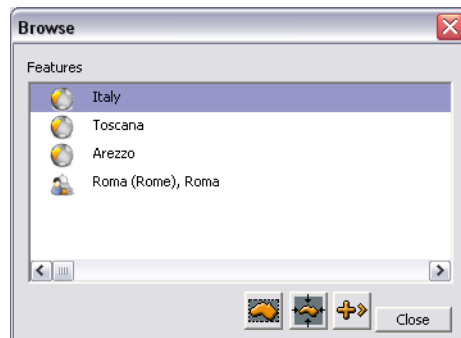 Browse
Features
Italy
Toscana
Arezzo
Roma (Rome), Roma
Close